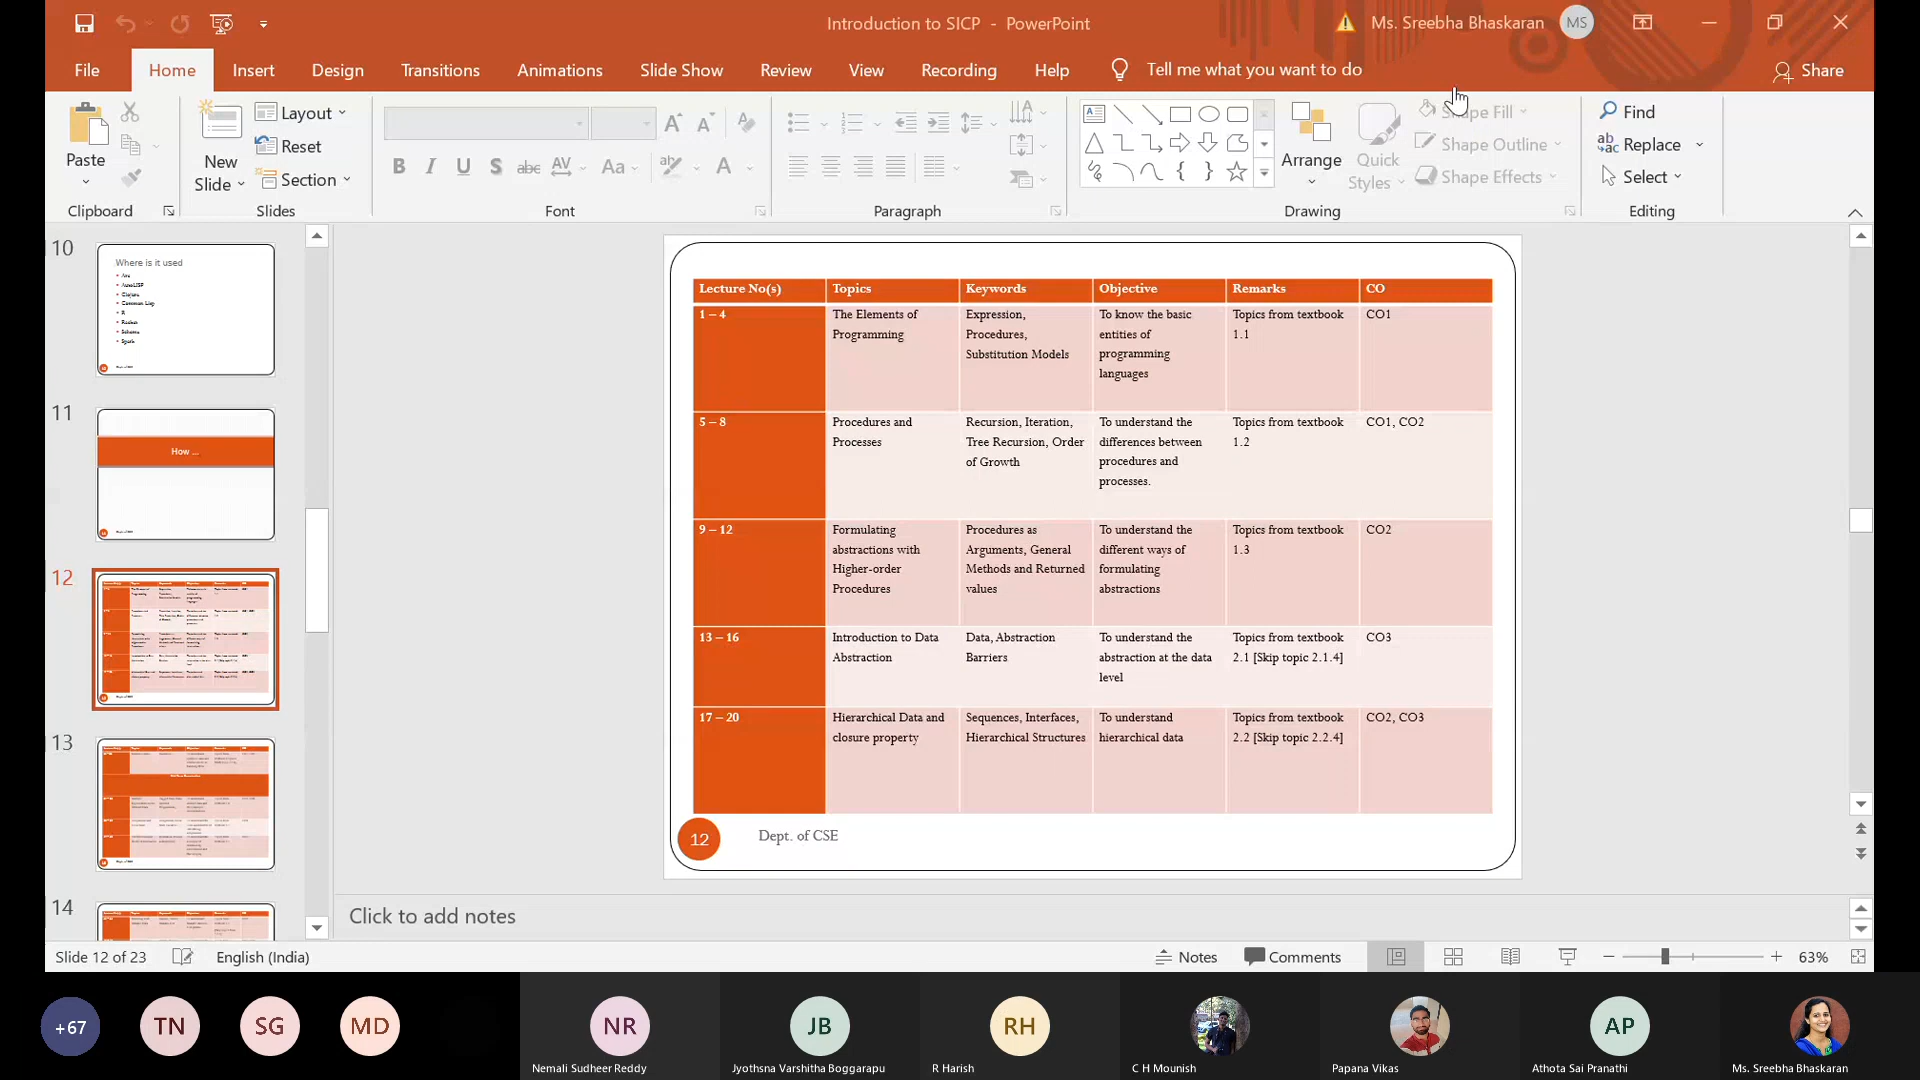 Introduction to SICP - PowerPoint
Ms. Sreebha Bhaskaran
MS
File
Home
Insert
Design
Transitions
Animations
Slide Show
Review
View
Recording
Help
Tell me what you want to do
Share
Paste
Clipboard
New
Slide
Layout
Reset
Section
Slides
B I U S abc AV Aa A
Font
Paragraph
Arrange
Quick
Styles
Shape Fill
Shape Outline
Shape Effects
Drawing
Find
Replace
Select
Editing
10
Where is it used
11
How ...
12
13
14
Lecture No(s)
Topics
Keywords
Objective
Remarks
CO
1 – 4
The Elements of
Programming
Expression,
Procedures,
Substitution Models
To know the basic
entities of
programming
languages
Topics from textbook
1.1
CO1
5 – 8
Procedures and
Processes
Recursion, Iteration,
Tree Recursion, Order
of Growth
To understand the
differences between
procedures and
processes.
Topics from textbook
1.2
CO1, CO2
9 – 12
Formulating
abstractions with
Higher-order
Procedures
Procedures as
Arguments, General
Methods and Returned
values
To understand the
different ways of
formulating
abstractions
Topics from textbook
1.3
CO2
13 – 16
Introduction to Data
Abstraction
Data, Abstraction
Barriers
To understand the
abstraction at the data
level
Topics from textbook
2.1 [Skip topic 2.1.4]
CO3
17 – 20
Hierarchical Data and
closure property
Sequences, Interfaces,
Hierarchical Structures
To understand
hierarchical data
Topics from textbook
2.2 [Skip topic 2.2.4]
CO2, CO3
12
Dept. of CSE
Click to add notes
Slide 12 of 23
English (India)
Notes
Comments
63%
+67
TN
SG
MD
NR
Nemali Sudheer Reddy
JB
Jyothsna Varshitha Boggarapu
RH
R Harish
C H Mounish
Papana Vikas
AP
Athota Sai Pranathi
Ms. Sreebha Bhaskaran